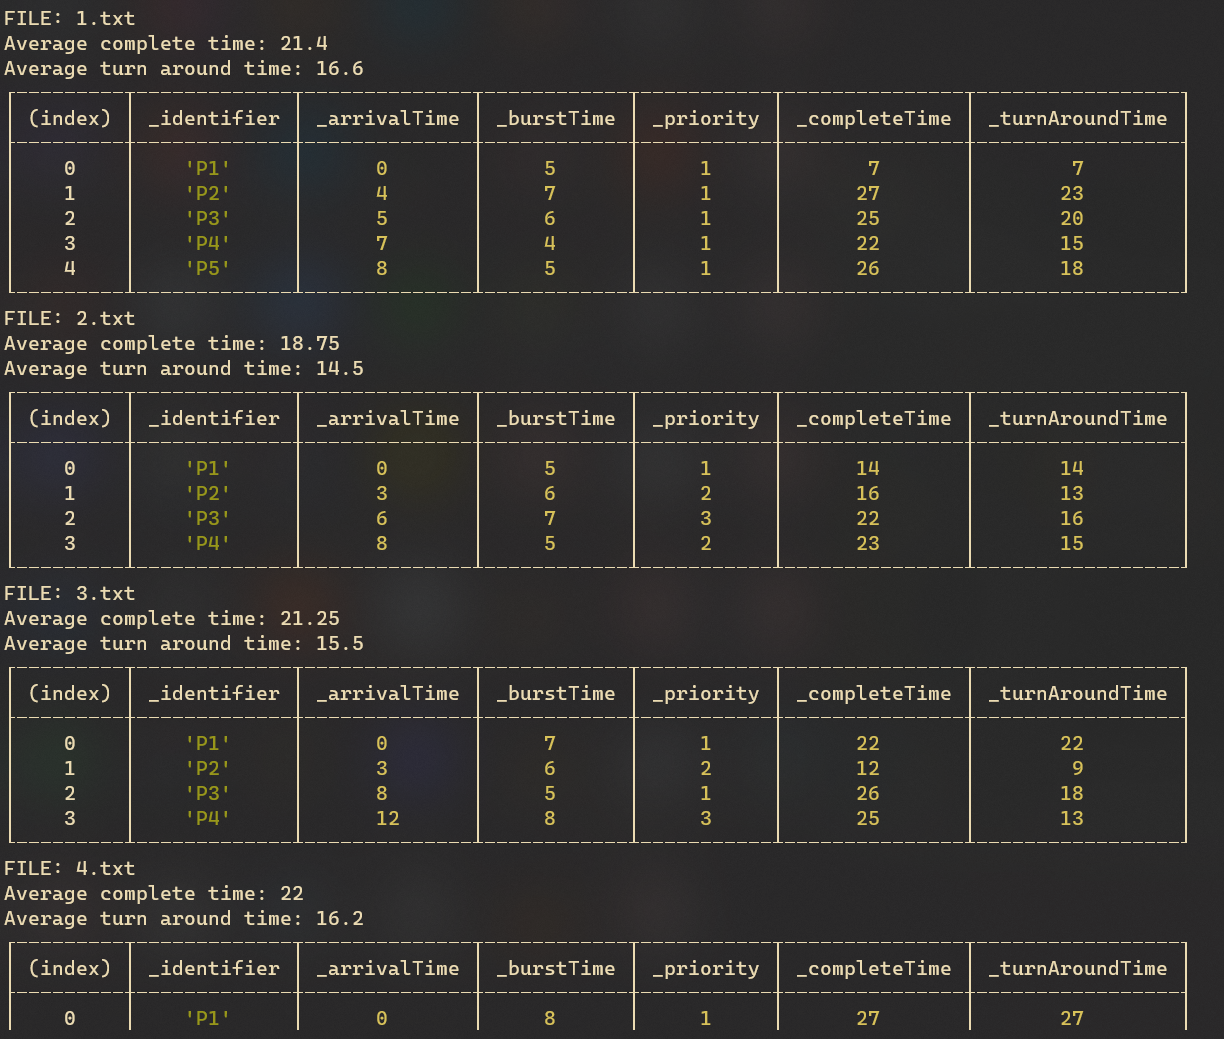 FILE: 1.txt
Average complete time: 21.4
Average turn around time: 16.6
(index) _identifier _arrivalTime _burstTime _priority _completeTime _turnAroundTime
0 'P1' 0 5 1 7 7
1 'P2' 4 7 1 27 23
2 'P3' 5 6 1 25 20
3 'P4' 7 4 1 22 15
4 'P5' 8 5 1 26 18
FILE: 2.txt
Average complete time: 18.75
Average turn around time: 14.5
(index) _identifier _arrivalTime _burstTime _priority _completeTime _turnAroundTime
0 'P1' 0 5 1 14 14
1 'P2' 3 6 2 16 13
2 'P3' 6 7 3 22 16
3 'P4' 8 5 2 23 15
FILE: 3.txt
Average complete time: 21.25
Average turn around time: 15.5
(index) _identifier _arrivalTime _burstTime _priority _completeTime _turnAroundTime
0 'P1' 0 7 1 22 22
1 'P2' 3 6 2 12 9
2 'P3' 8 5 1 26 18
3 'P4' 12 8 3 25 13
FILE: 4.txt
Average complete time: 22
Average turn around time: 16.2
(index) _identifier _arrivalTime _burstTime _priority _completeTime _turnAroundTime
0 'P1' 0 8 1 27 27